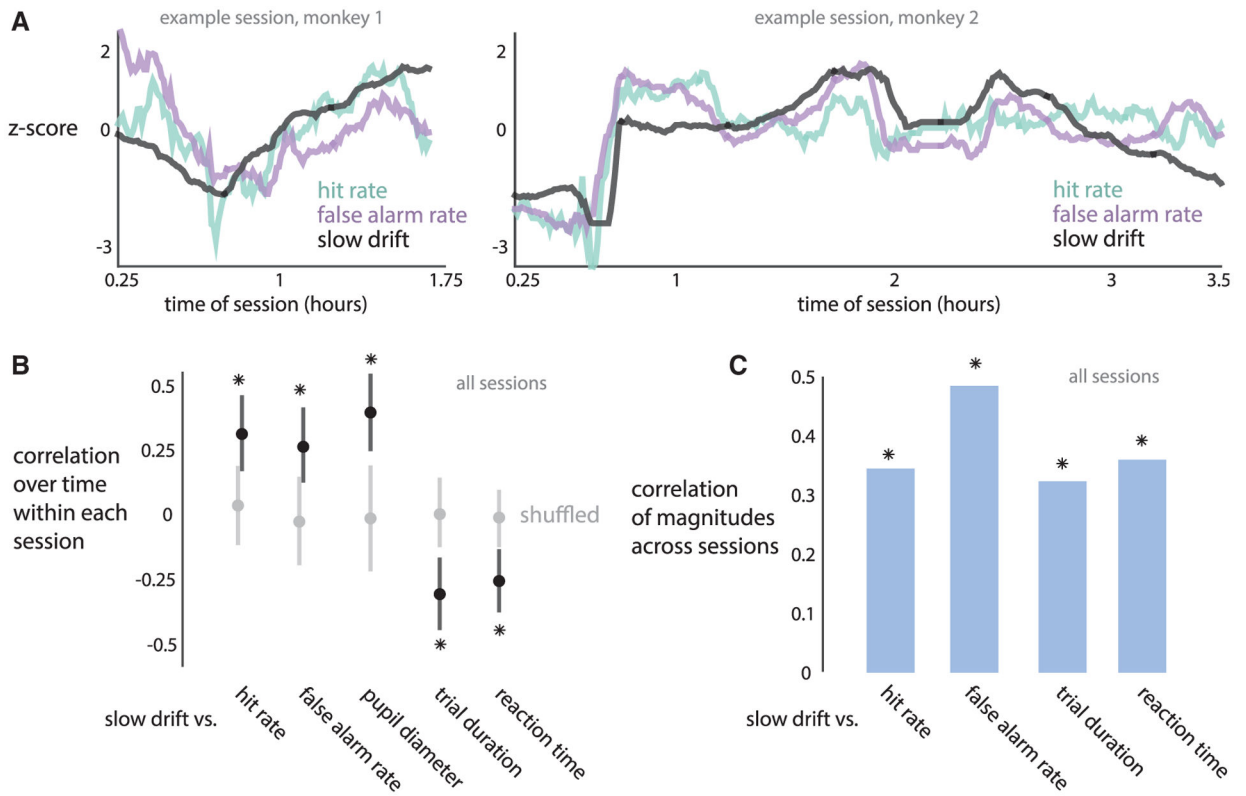 A
example session, monkey 1
example session, monkey 2
2
0
-3
z-score
hit rate
false alarm rate
slow drift
0.25
1
1.75
time of session (hours)
2
0
-3
hit rate
false alarm rate
slow drift
0.25
1
2
3
3.5
time of session (hours)
B
all sessions
0.5
0.25
0
-0.25
-0.5
correlation
over time
within each
session
*
*
*
*
*
shuffled
slow drift vs.
hit rate
false alarm rate
pupil diameter
trial duration
reaction time
C
all sessions
0.5
0.4
0.3
0.2
0.1
0
correlation
of magnitudes
across sessions
*
*
*
*
slow drift vs.
hit rate
false alarm rate
trial duration
reaction time